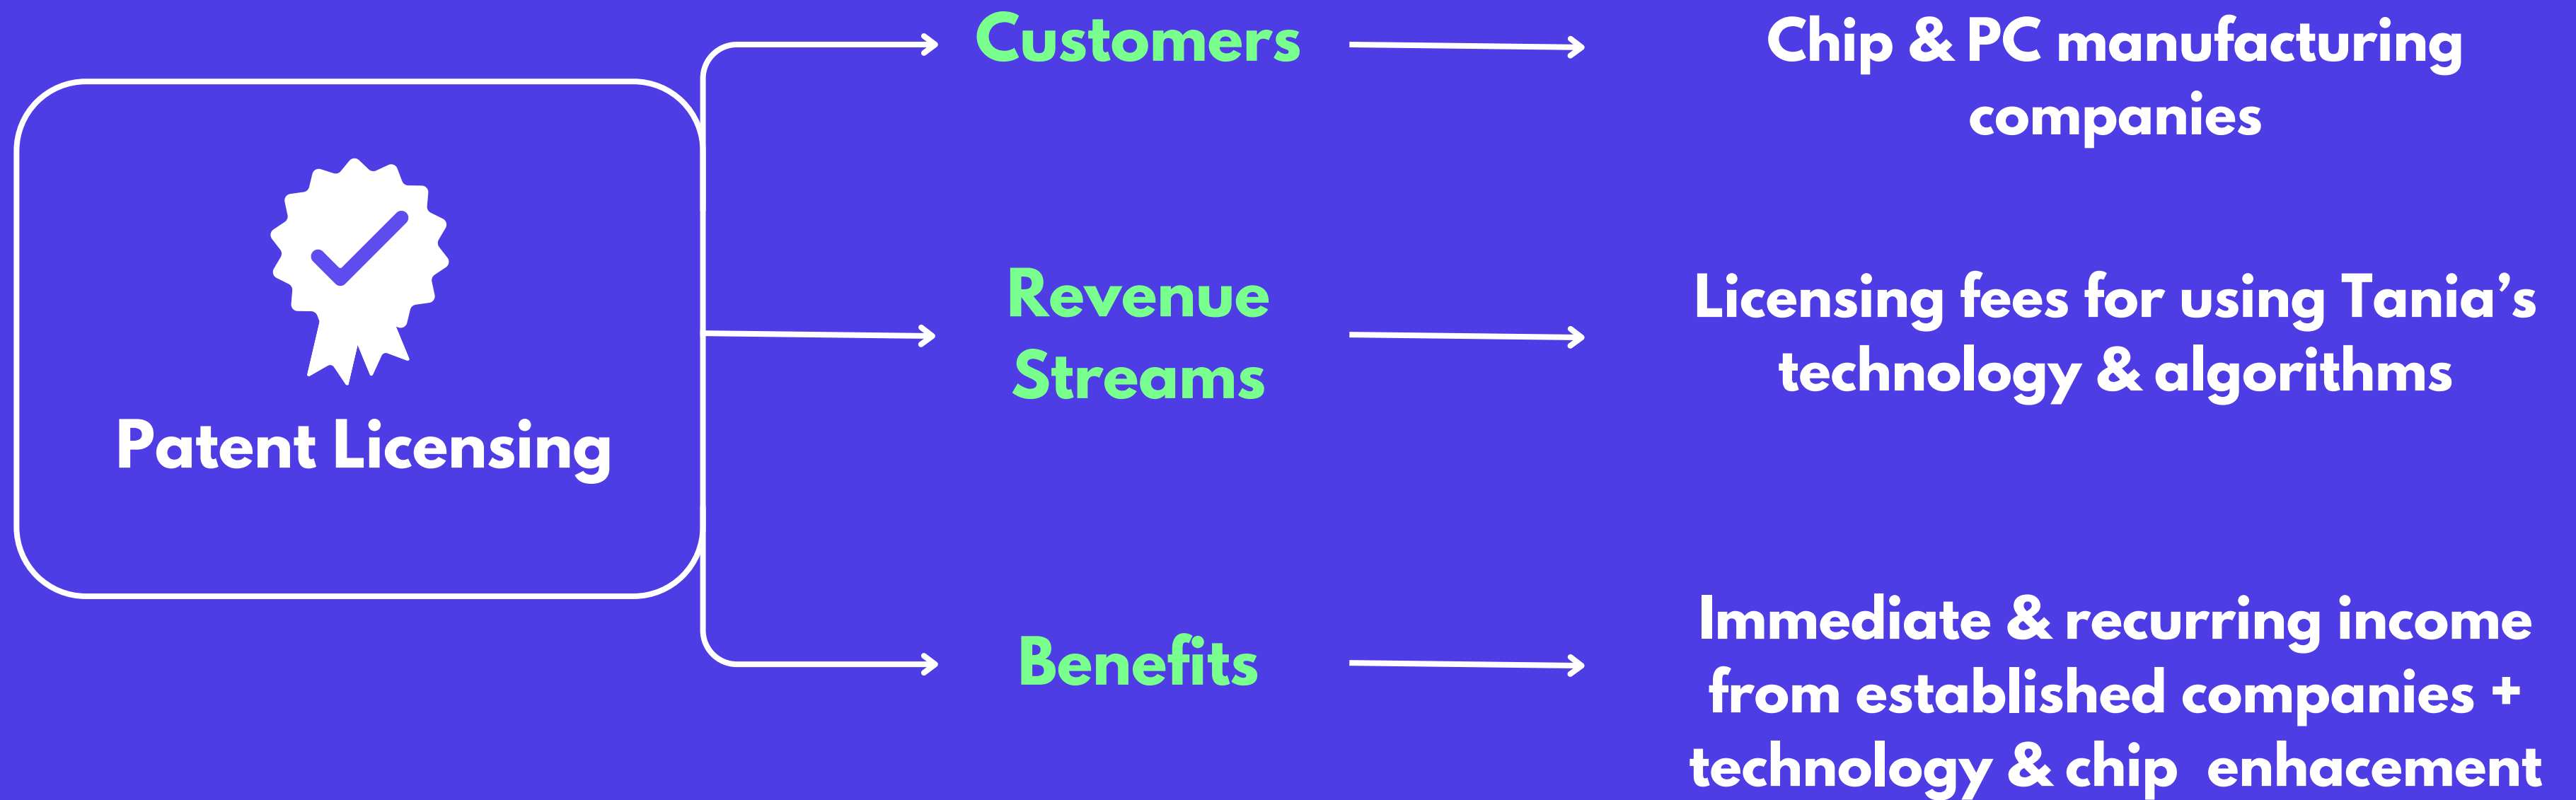 Patent Licensing
Customers
Chip & PC manufacturing
companies
Revenue
Streams
Licensing fees for using Tania’s
technology & algorithms
Benefits
Immediate & recurring income
from established companies +
technology & chip  enhacement